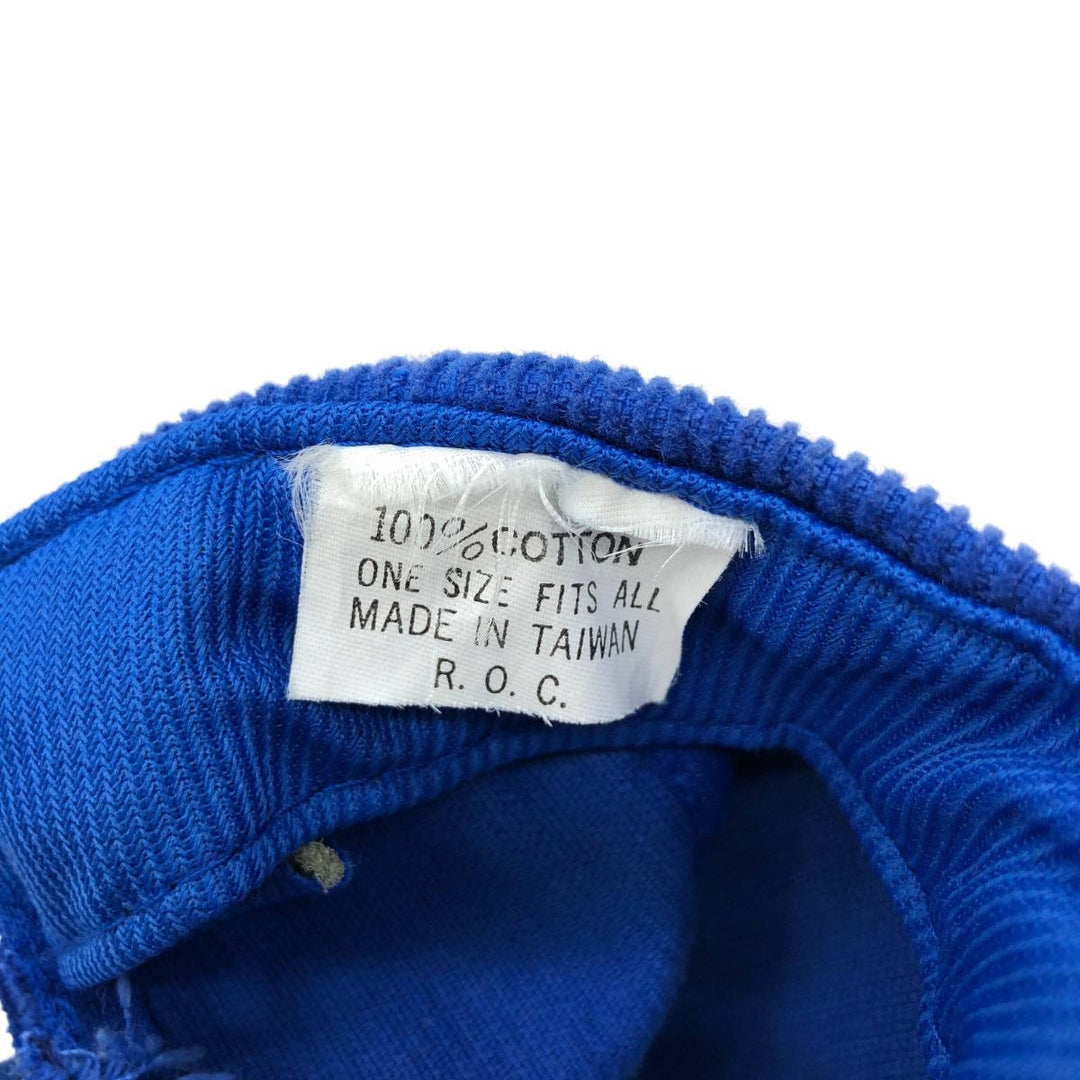 100% COTTON
ONE SIZE FITS ALL
MADE IN TAIWAN
R. O. C.